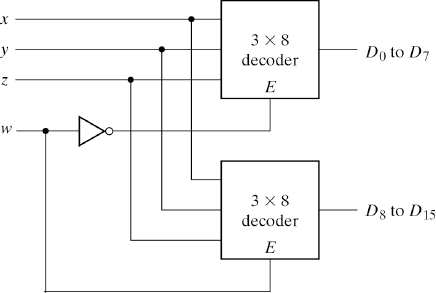 x
3 × 8
y
decoder
D₀ to D₇
z
E
w
3 × 8
decoder
D₈ to D₁₅
E